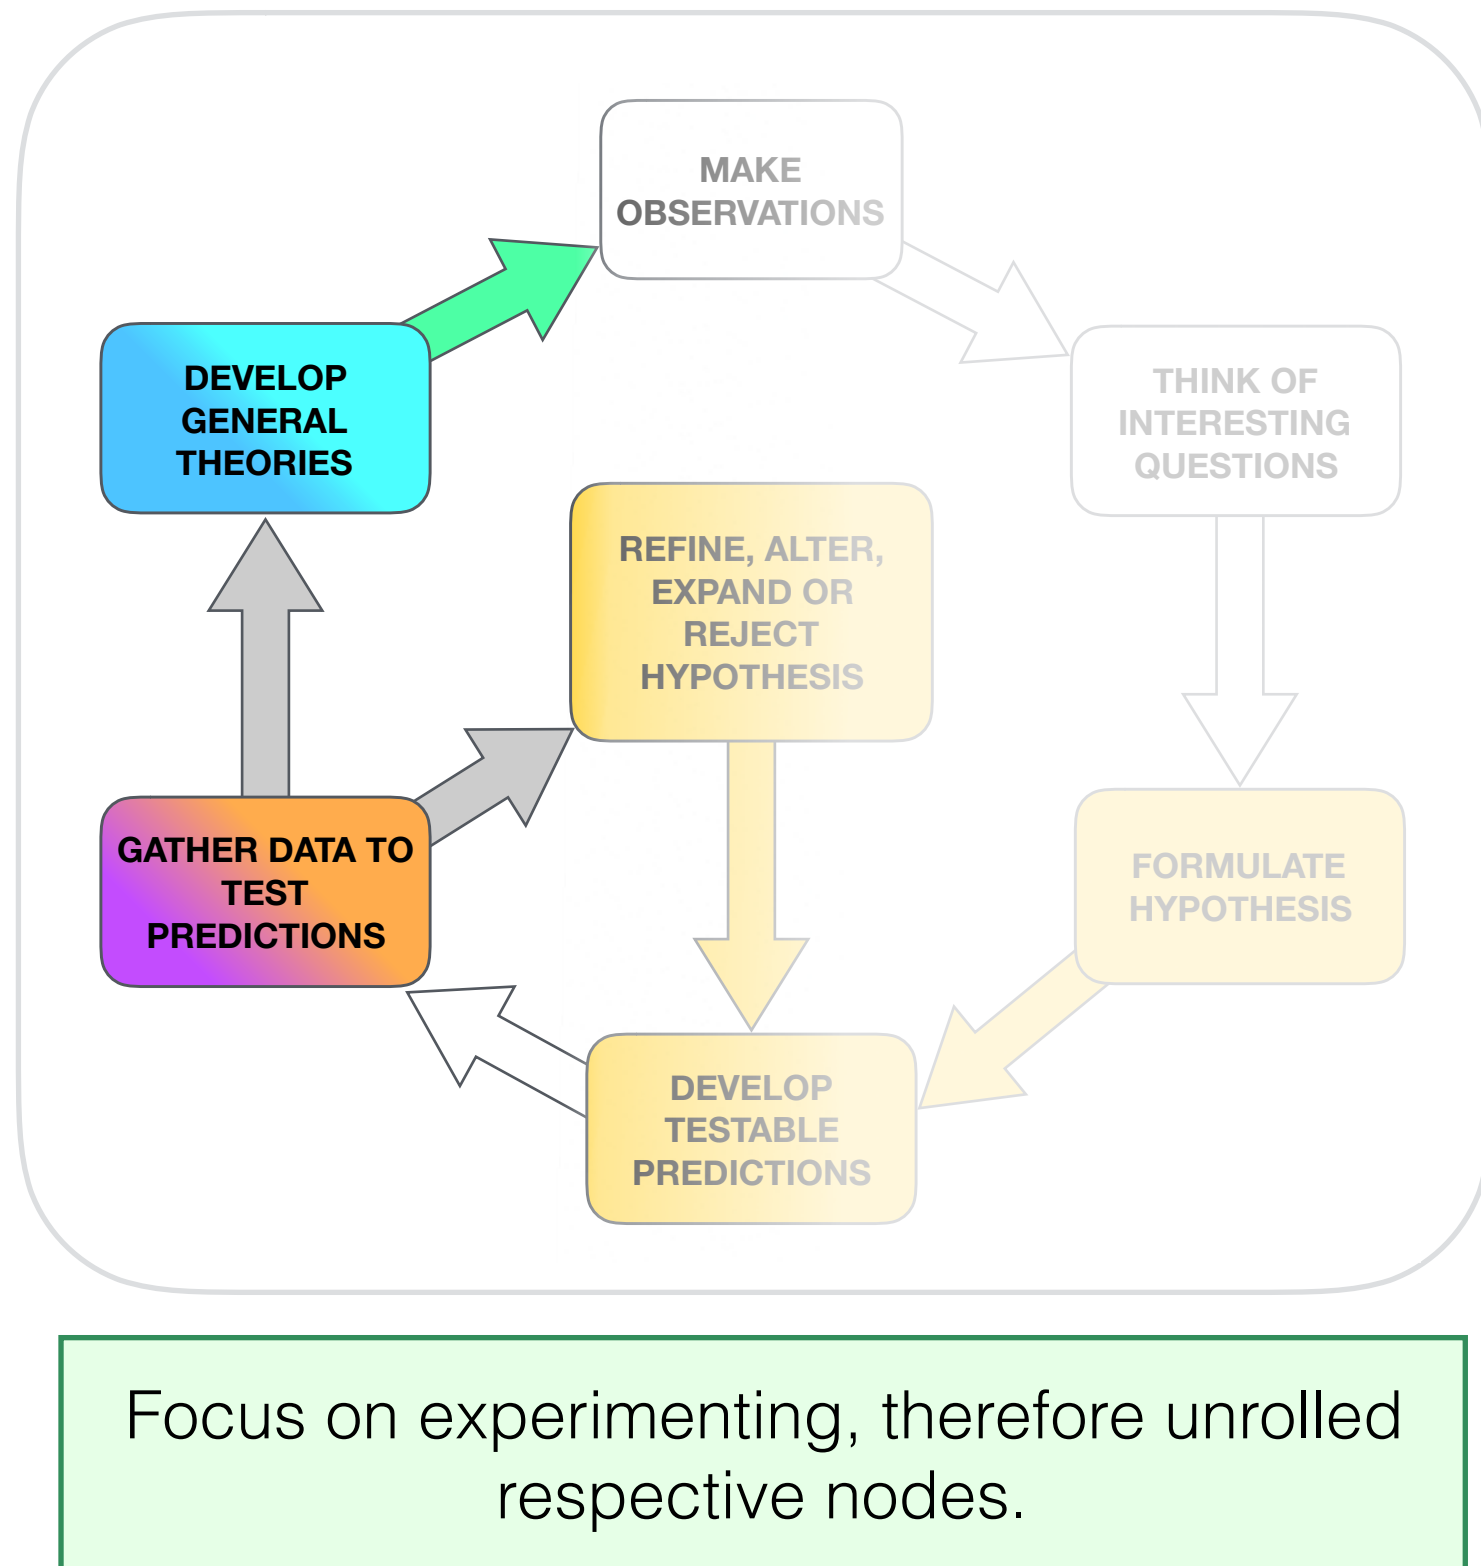 MAKE
OBSERVATIONS
THINK OF
INTERESTING
QUESTIONS
DEVELOP
GENERAL
THEORIES
REFINE, ALTER,
EXPAND OR
REJECT
HYPOTHESIS
GATHER DATA TO
TEST
PREDICTIONS
FORMULATE
HYPOTHESIS
DEVELOP
TESTABLE
PREDICTIONS
Focus on experimenting, therefore unrolled
respective nodes.